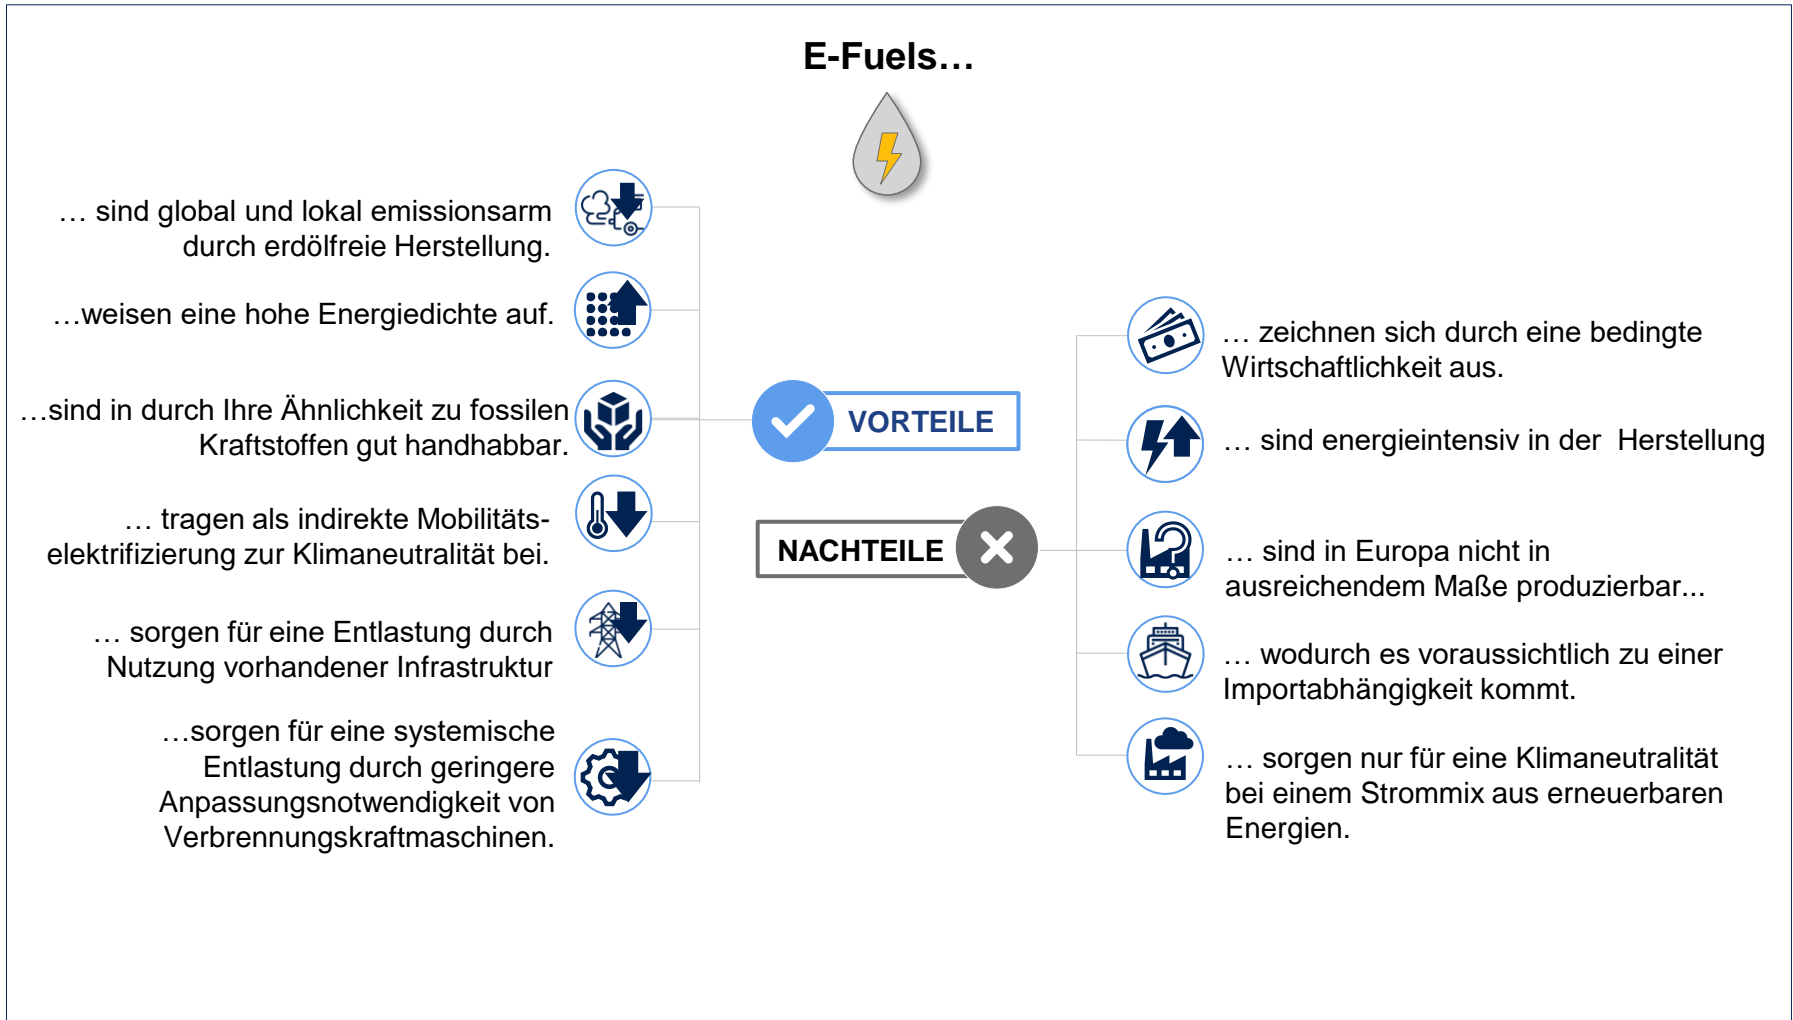 E-Fuels…
… sind global und lokal emissionsarm
durch erdölfreie Herstellung.
…weisen eine hohe Energiedichte auf.
…sind in durch Ihre Ähnlichkeit zu fossilen
Kraftstoffen gut handhabbar.
… tragen als indirekte Mobilitäts-
elektrifizierung zur Klimaneutralität bei.
… sorgen für eine Entlastung durch
Nutzung vorhandener Infrastruktur
…sorgen für eine systemische
Entlastung durch geringere
Anpassungsnotwendigkeit von
Verbrennungskraftmaschinen.
VORTEILE
NACHTEILE
… zeichnen sich durch eine bedingte
Wirtschaftlichkeit aus.
… sind energieintensiv in der  Herstellung
… sind in Europa nicht in
ausreichendem Maße produzierbar...
… wodurch es voraussichtlich zu einer
Importabhängigkeit kommt.
… sorgen nur für eine Klimaneutralität
bei einem Strommix aus erneuerbaren
Energien.